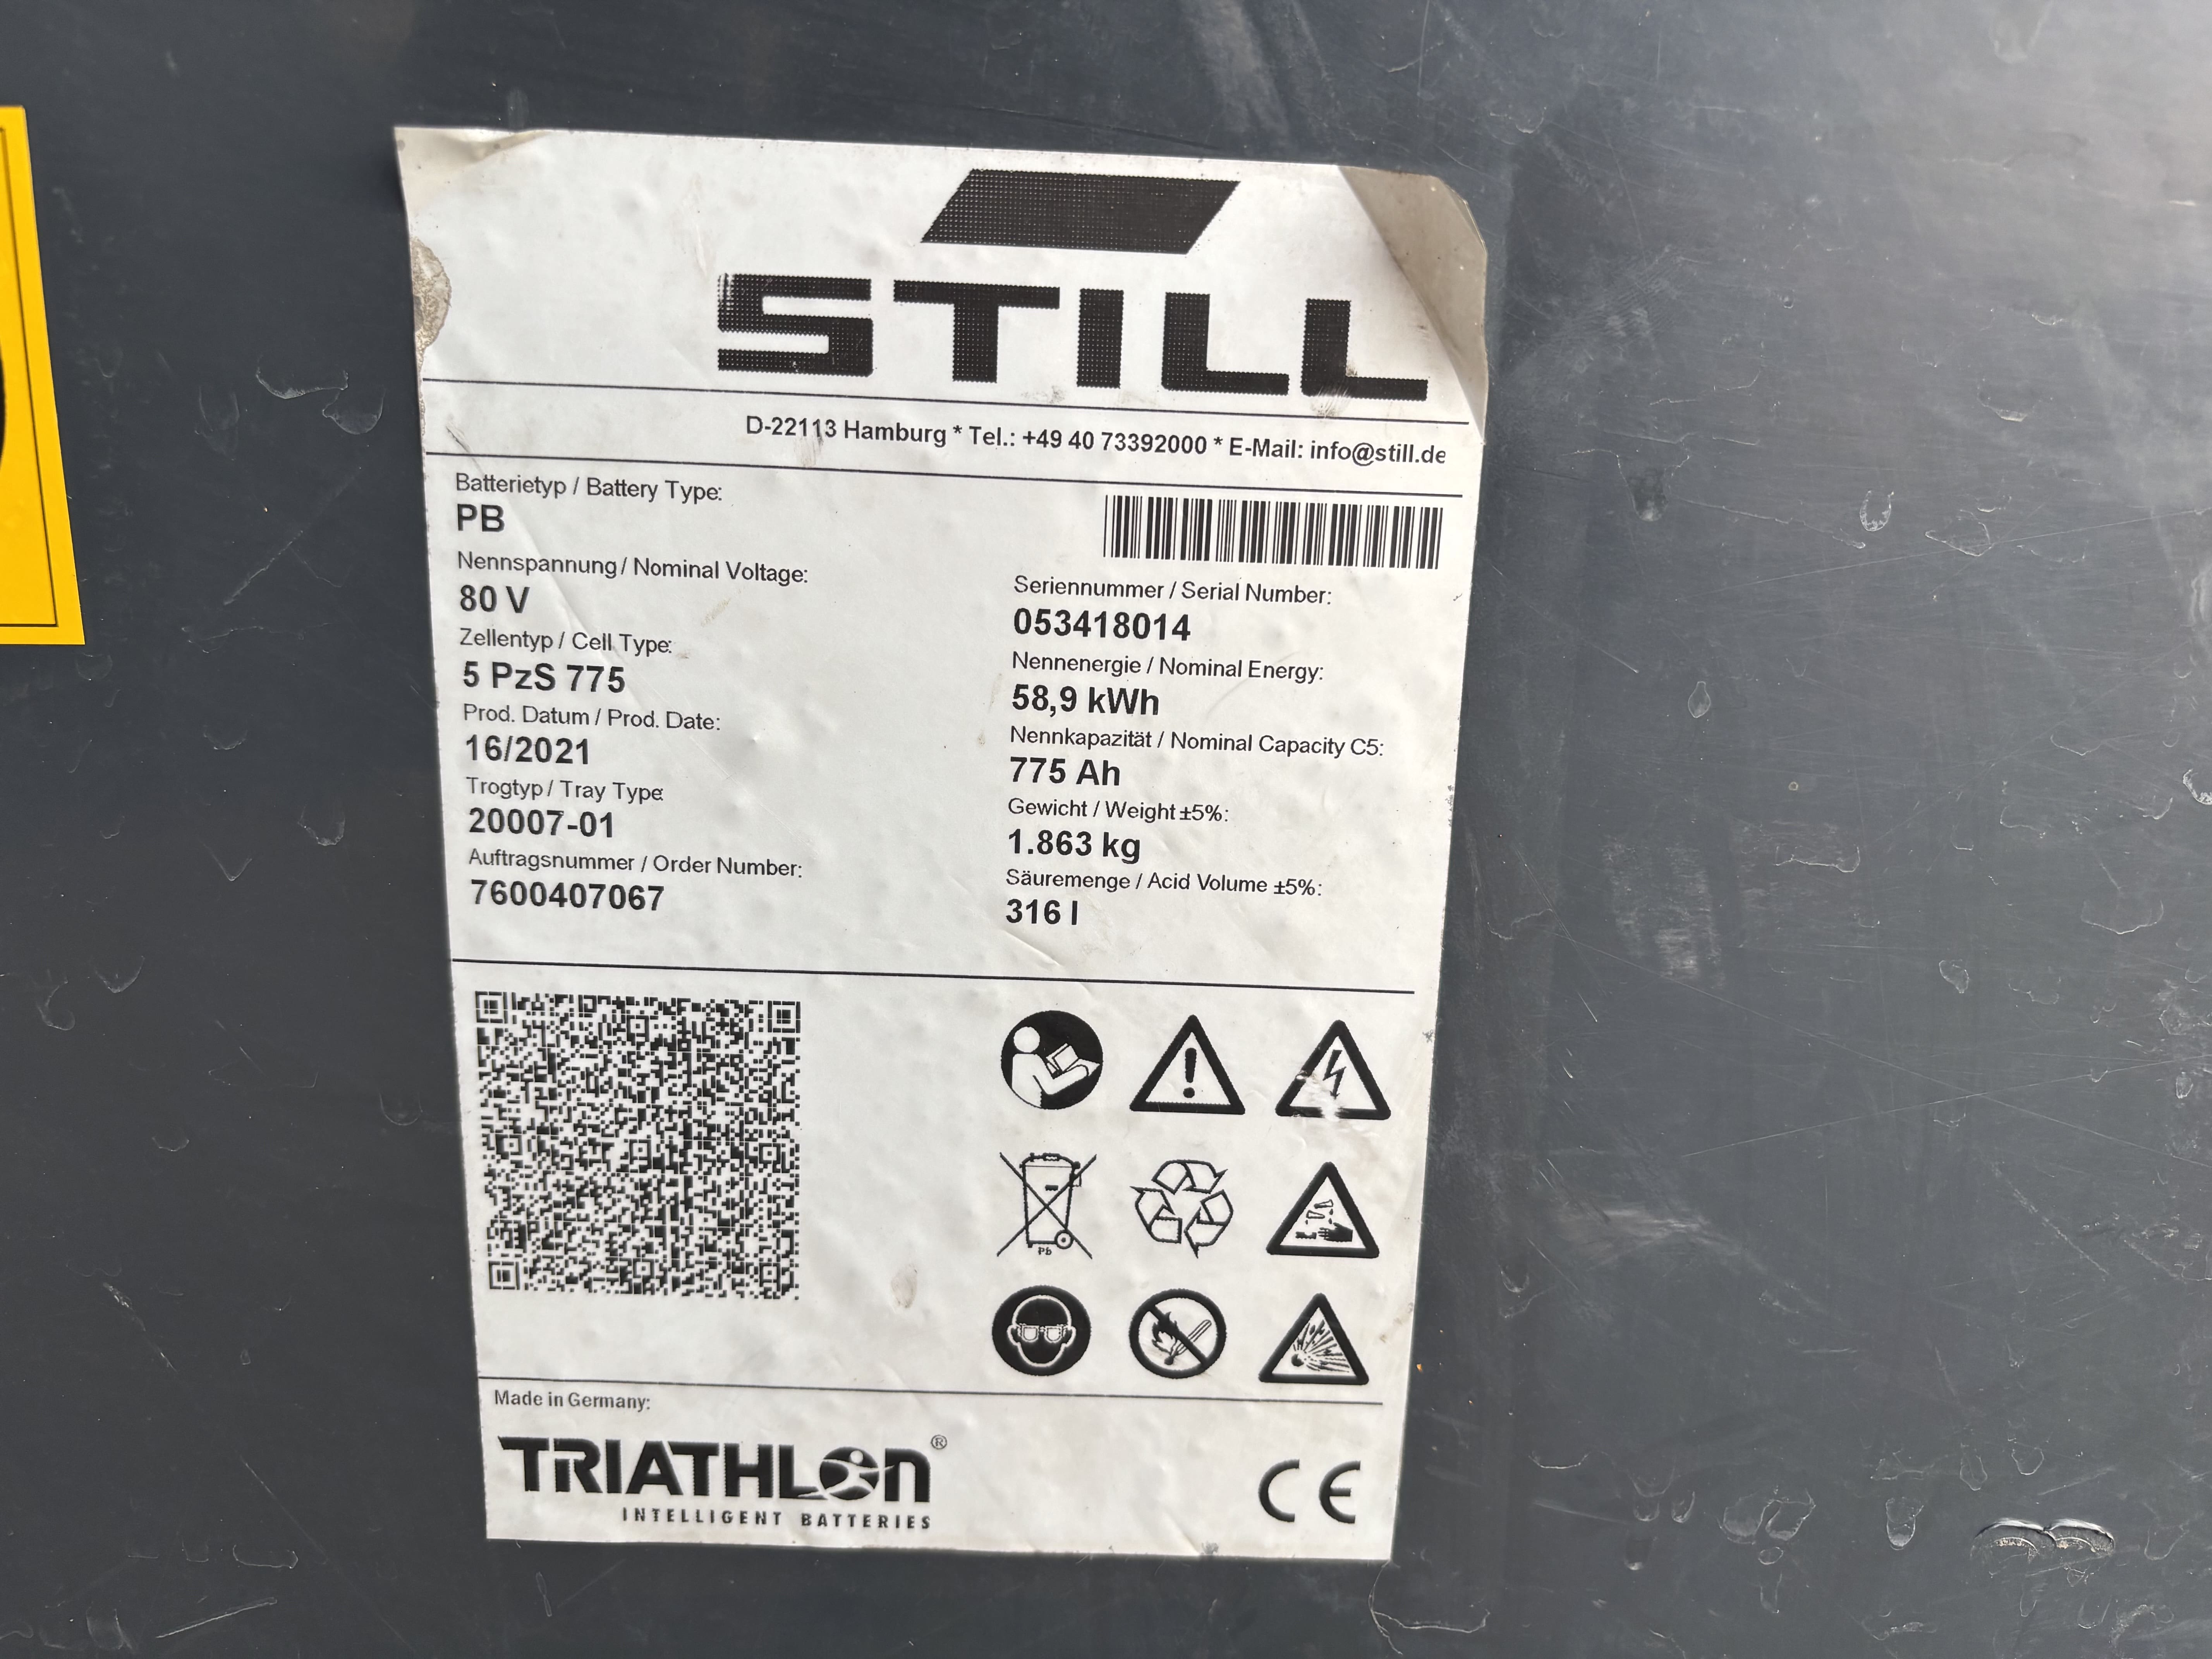 STILL
D-22113 Hamburg * Tel.: +49 40 73392000 * E-Mail: info@still.de
Batterietyp / Battery Type:
PB
Nennspannung / Nominal Voltage:
80 V
Zellentyp / Cell Type:
5 PzS 775
Prod. Datum / Prod. Date:
16/2021
Trogtyp / Tray Type:
20007-01
Auftragsnummer / Order Number:
7600407067
Seriennummer / Serial Number:
053418014
Nennenergie / Nominal Energy:
58,9 kWh
Nennkapazität / Nominal Capacity C5:
775 Ah
Gewicht / Weight ±5%:
1.863 kg
Säuremenge / Acid Volume ±5%:
316 l
Pb
Made in Germany:
TRIATHLON®
INTELLIGENT BATTERIES
CE